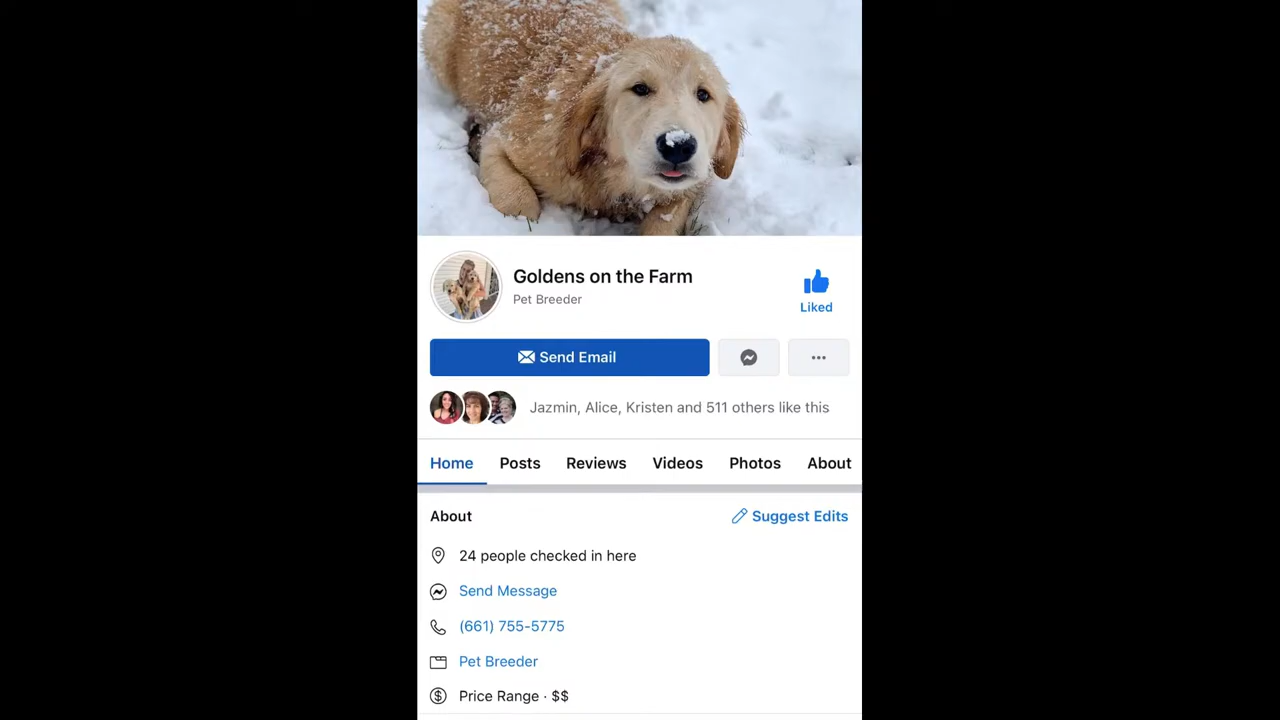 Goldens on the Farm
Pet Breeder
Liked
Send Email
Jazmin, Alice, Kristen and 511 others like this
Home Posts Reviews Videos Photos About
About
Suggest Edits
24 people checked in here
Send Message
(661) 755-5775
Pet Breeder
Price Range · $$